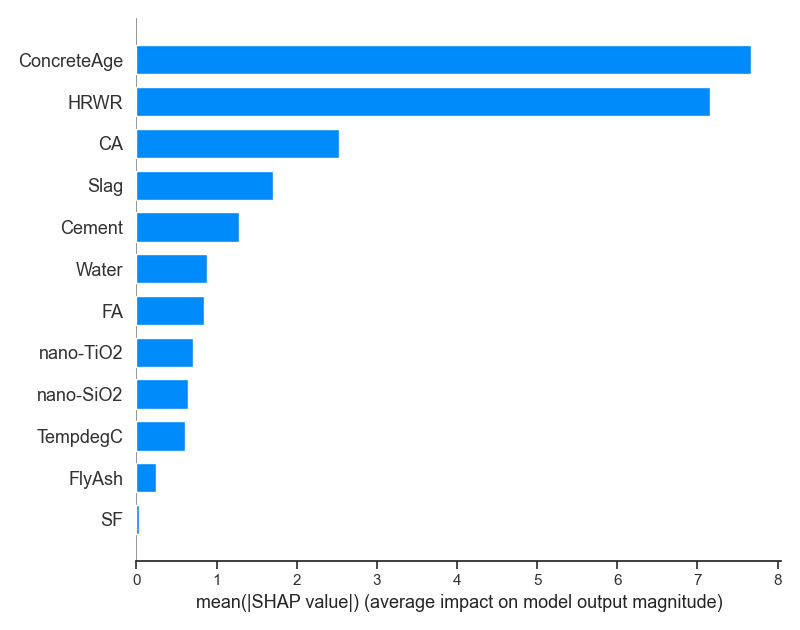 ConcreteAge
HRWR
CA
Slag
Cement
Water
FA
nano-TiO2
nano-SiO2
TempdegC
FlyAsh
SF
0 1 2 3 4 5 6 7 8
mean(|SHAP value|) (average impact on model output magnitude)